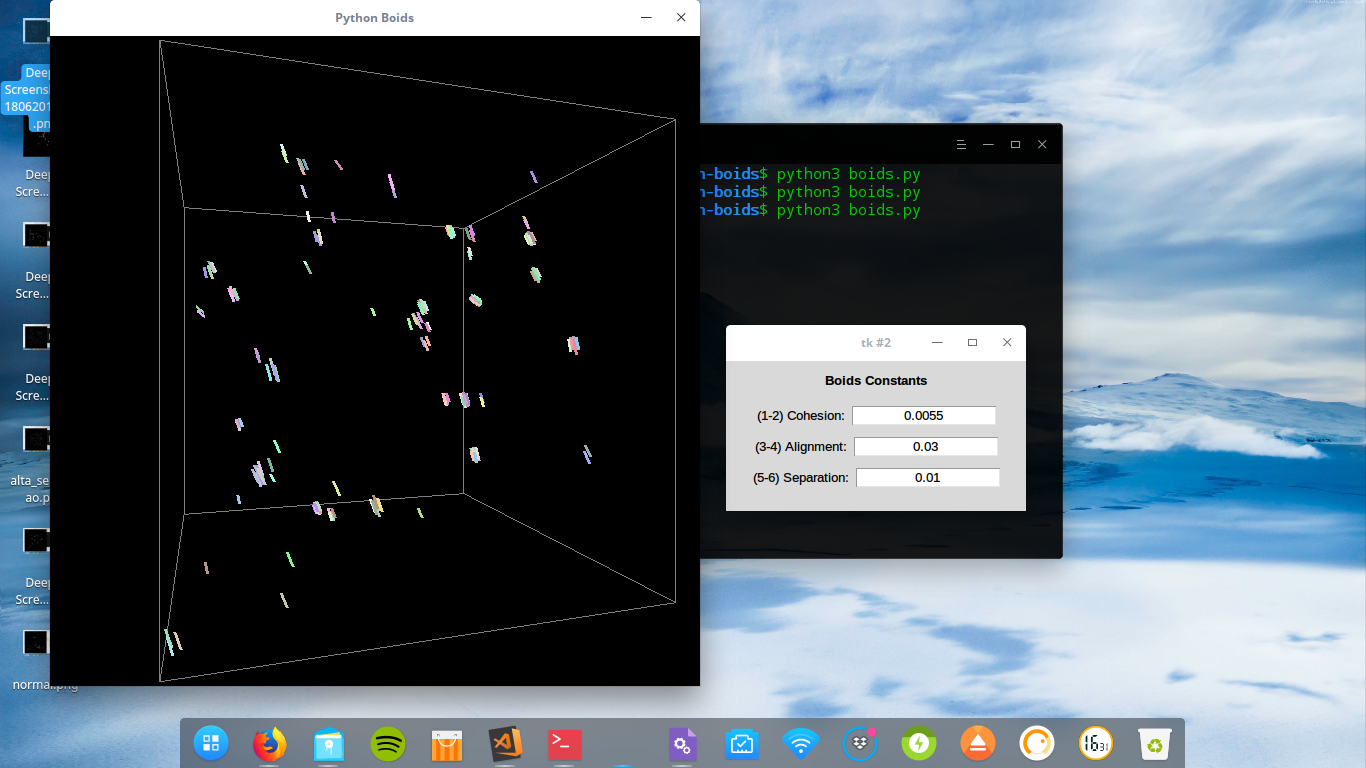 Python Boids
Deep
Screens
1806201
.pn
Deep
Scre...
Deep
Scre...
Deep
Scre...
alta_se
ao.p
Deep
Scre...
normal.png
n-boids$ python3 boids.py
n-boids$ python3 boids.py
n-boids$ python3 boids.py
tk #2
Boids Constants
(1-2) Cohesion: 0.0055
(3-4) Alignment: 0.03
(5-6) Separation: 0.01
>_
16 31